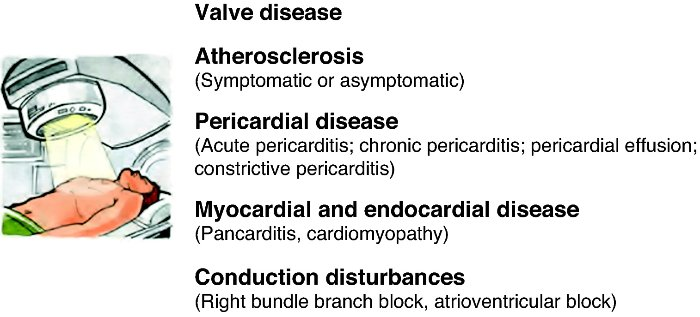 Valve disease
Atherosclerosis
(Symptomatic or asymptomatic)
Pericardial disease
(Acute pericarditis; chronic pericarditis; pericardial effusion;
constrictive pericarditis)
Myocardial and endocardial disease
(Pancarditis, cardiomyopathy)
Conduction disturbances
(Right bundle branch block, atrioventricular block)